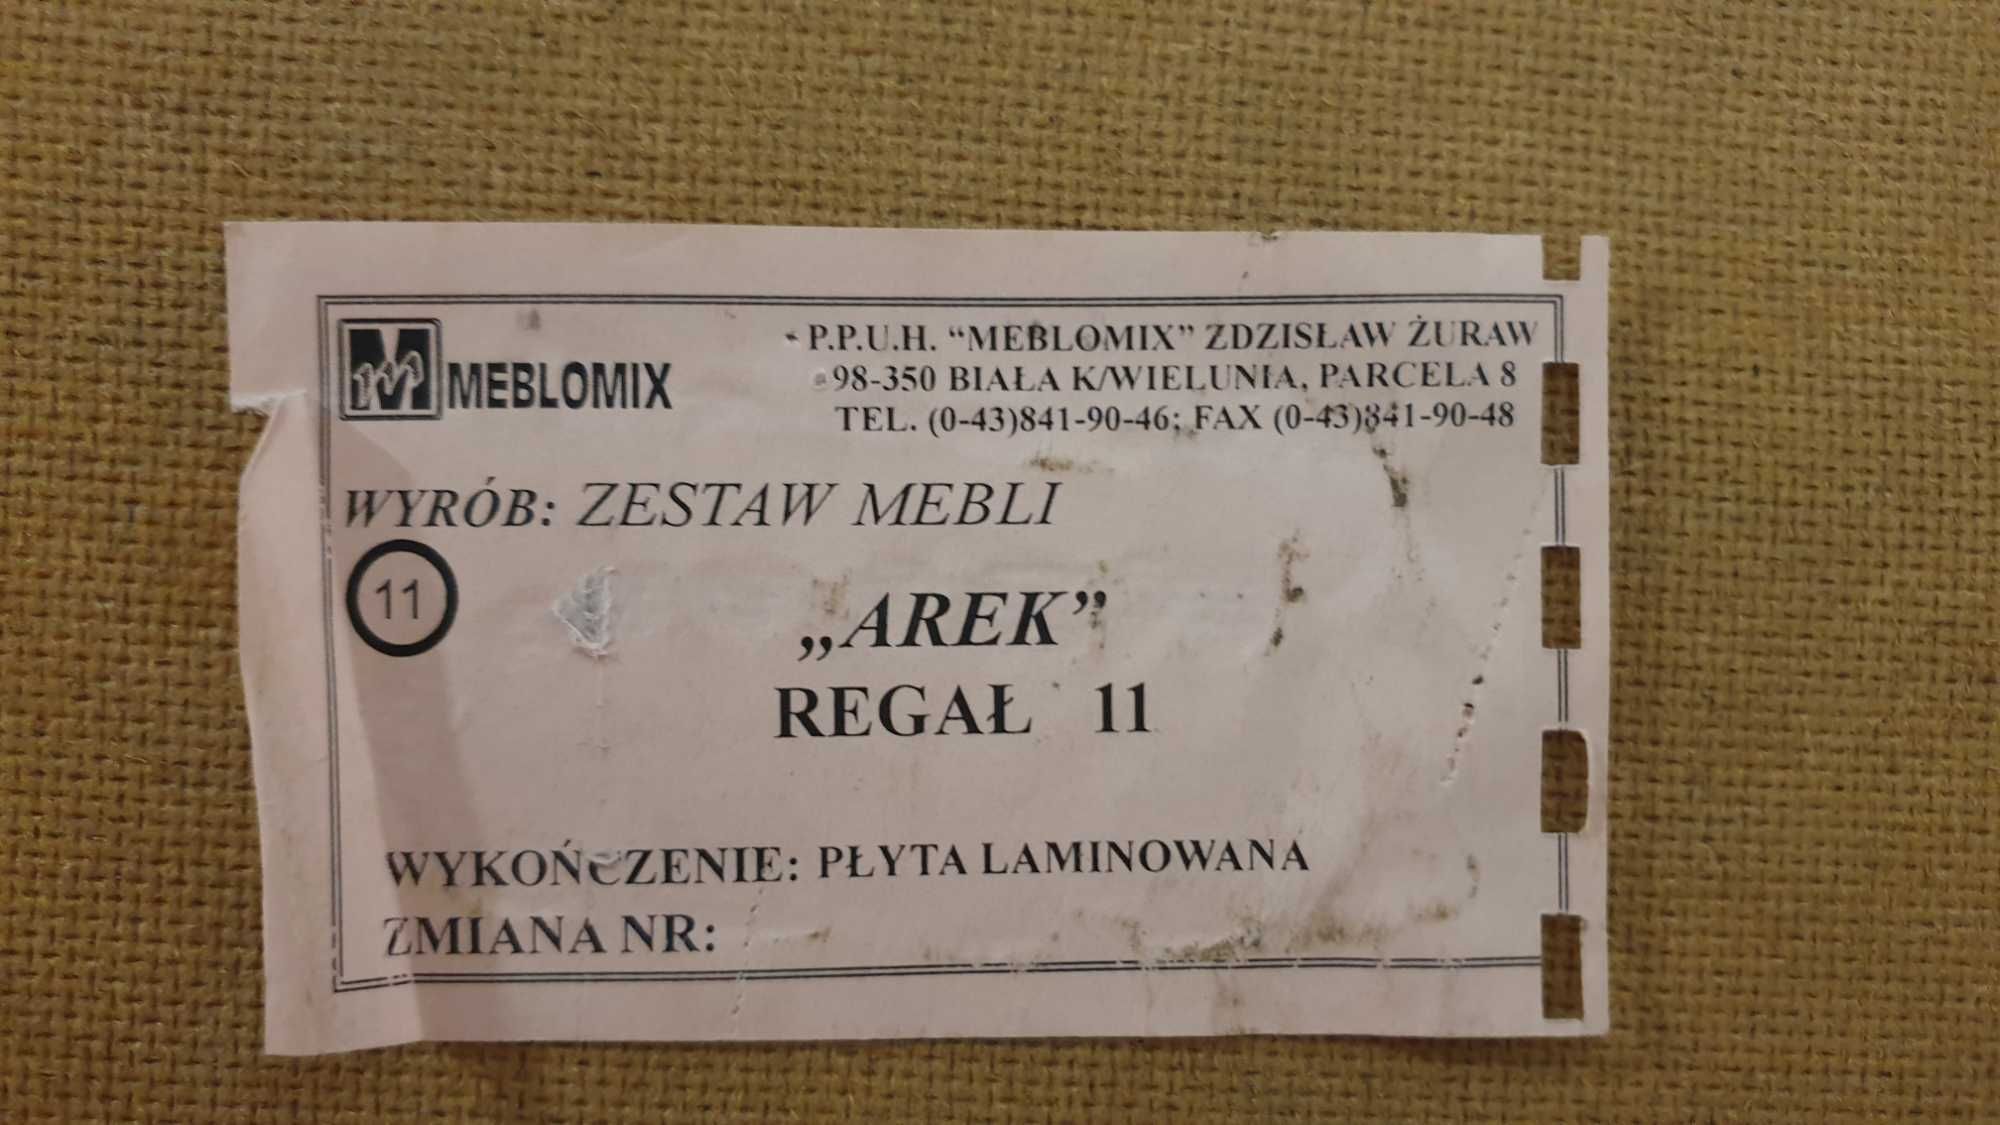 MEBLOMIX
P.P.U.H. “MEBLOMIX” ZDZISŁAW ŻURAW
98-350 BIAŁA K/WIELUNIA, PARCELA 8
TEL. (0-43)841-90-46; FAX (0-43)841-90-48
WYRÓB: ZESTAW MEBLI
11
„AREK”
REGAŁ 11
WYKOŃCZENIE: PŁYTA LAMINOWANA
ZMIANA NR: